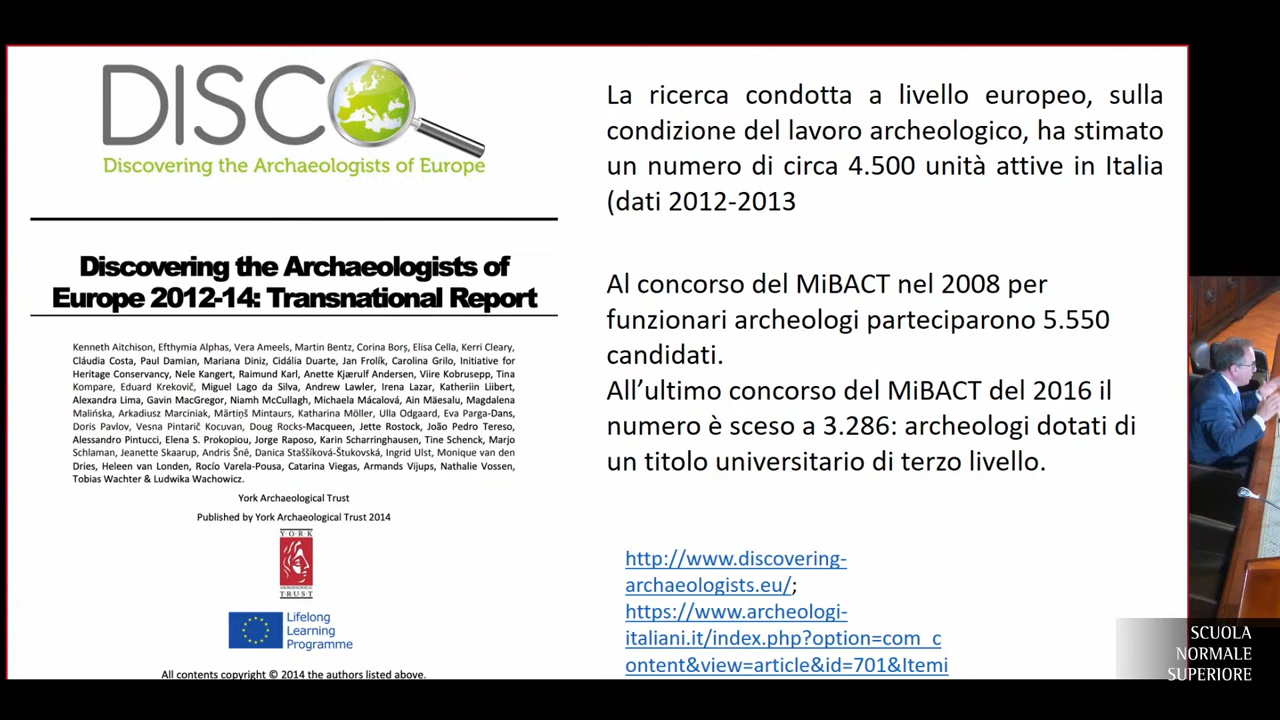 DISCO
Discovering the Archaeologists of Europe
Discovering the Archaeologists of
Europe 2012-14: Transnational Report
Kenneth Aitchison, Efthymia Alphas, Vera Ameels, Martin Bentz, Corina Borș, Elisa Cella, Kerri Cleary,
Cláudia Costa, Paul Damian, Mariana Diniz, Cidália Duarte, Jan Frolík, Carolina Grilo, Initiative for
Heritage Conservancy, Nele Kangert, Raimund Karl, Anette Kjærulf Andersen, Viire Kobrusepp, Tina
Kompare, Eduard Krekovič, Miguel Lago da Silva, Andrew Lawler, Irena Lazar, Katheriin Liibert,
Alexandra Lima, Gavin MacGregor, Niamh McCullagh, Michaela Mácalová, Ain Mäesalu, Magdalena
Malińska, Arkadiusz Marciniak, Mārtiņš Mintaurs, Katharina Möller, Ulla Odgaard, Eva Parga-Dans,
Doris Pavlov, Vesna Pintarič Kocuvan, Doug Rocks-Macqueen, Jette Rostock, João Pedro Tereso,
Alessandro Pintucci, Elena S. Prokopiou, Jorge Raposo, Karin Scharringhausen, Tine Schenck, Marjo
Schlaman, Jeanette Skaarup, Andris Šnē, Danica Staššíková-Štukovská, Ingrid Ulst, Monique van den
Dries, Heleen van Londen, Rocío Varela-Pousa, Catarina Viegas, Armands Vijups, Nathalie Vossen,
Tobias Wachter & Ludwika Wachowicz.
York Archaeological Trust
Published by York Archaeological Trust 2014
YORK
ARCHAEOLOGICAL
TRUST
Lifelong
Learning
Programme
All contents copyright © 2014 the authors listed above.
La ricerca condotta a livello europeo, sulla
condizione del lavoro archeologico, ha stimato
un numero di circa 4.500 unità attive in Italia
(dati 2012-2013
Al concorso del MiBACT nel 2008 per
funzionari archeologi parteciparono 5.550
candidati.
All’ultimo concorso del MiBACT del 2016 il
numero è sceso a 3.286: archeologi dotati di
un titolo universitario di terzo livello.
http://www.discovering-
archaeologists.eu/;
https://www.archeologi-
italiani.it/index.php?option=com_c
ontent&view=article&id=701&Itemi
SCUOLA
NORMALE
SUPERIORE